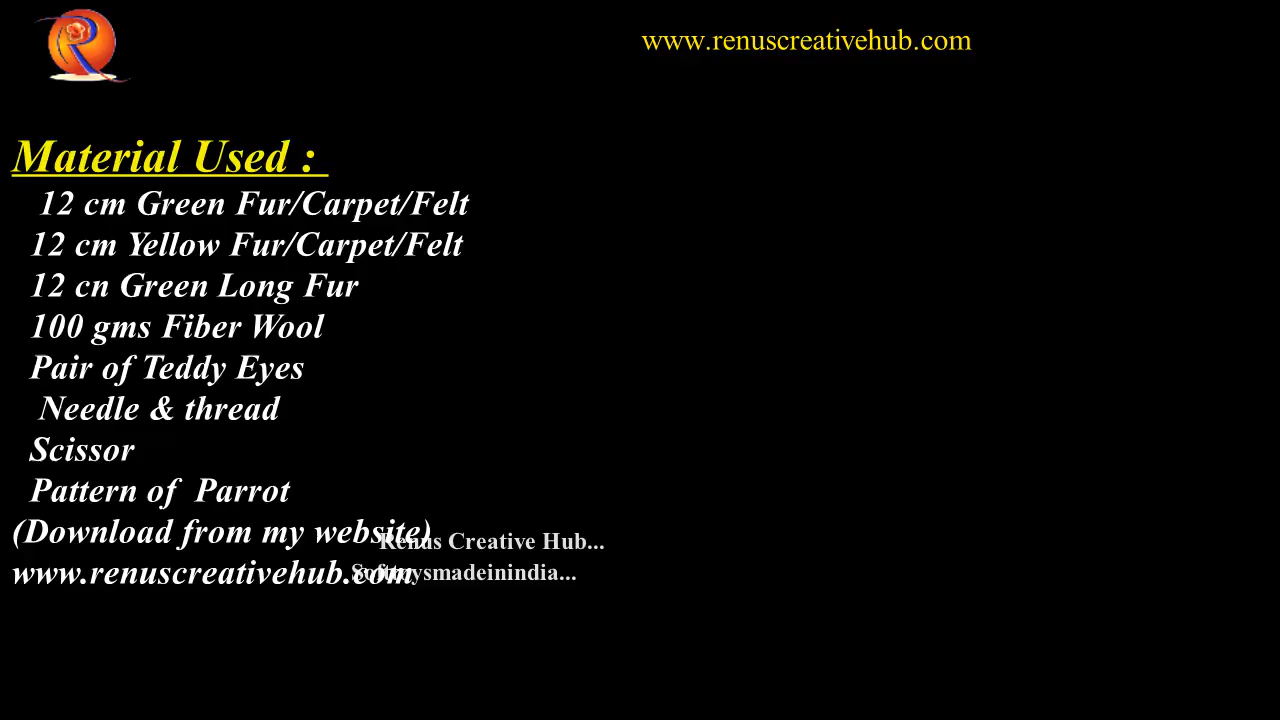 www.renuscreativehub.com
Material Used :
12 cm Green Fur/Carpet/Felt
12 cm Yellow Fur/Carpet/Felt
12 cn Green Long Fur
100 gms Fiber Wool
Pair of Teddy Eyes
Needle & thread
Scissor
Pattern of Parrot
(Download from my website)
Renus Creative Hub...
www.renuscreativehub.com
Softtoysmadeinindia...